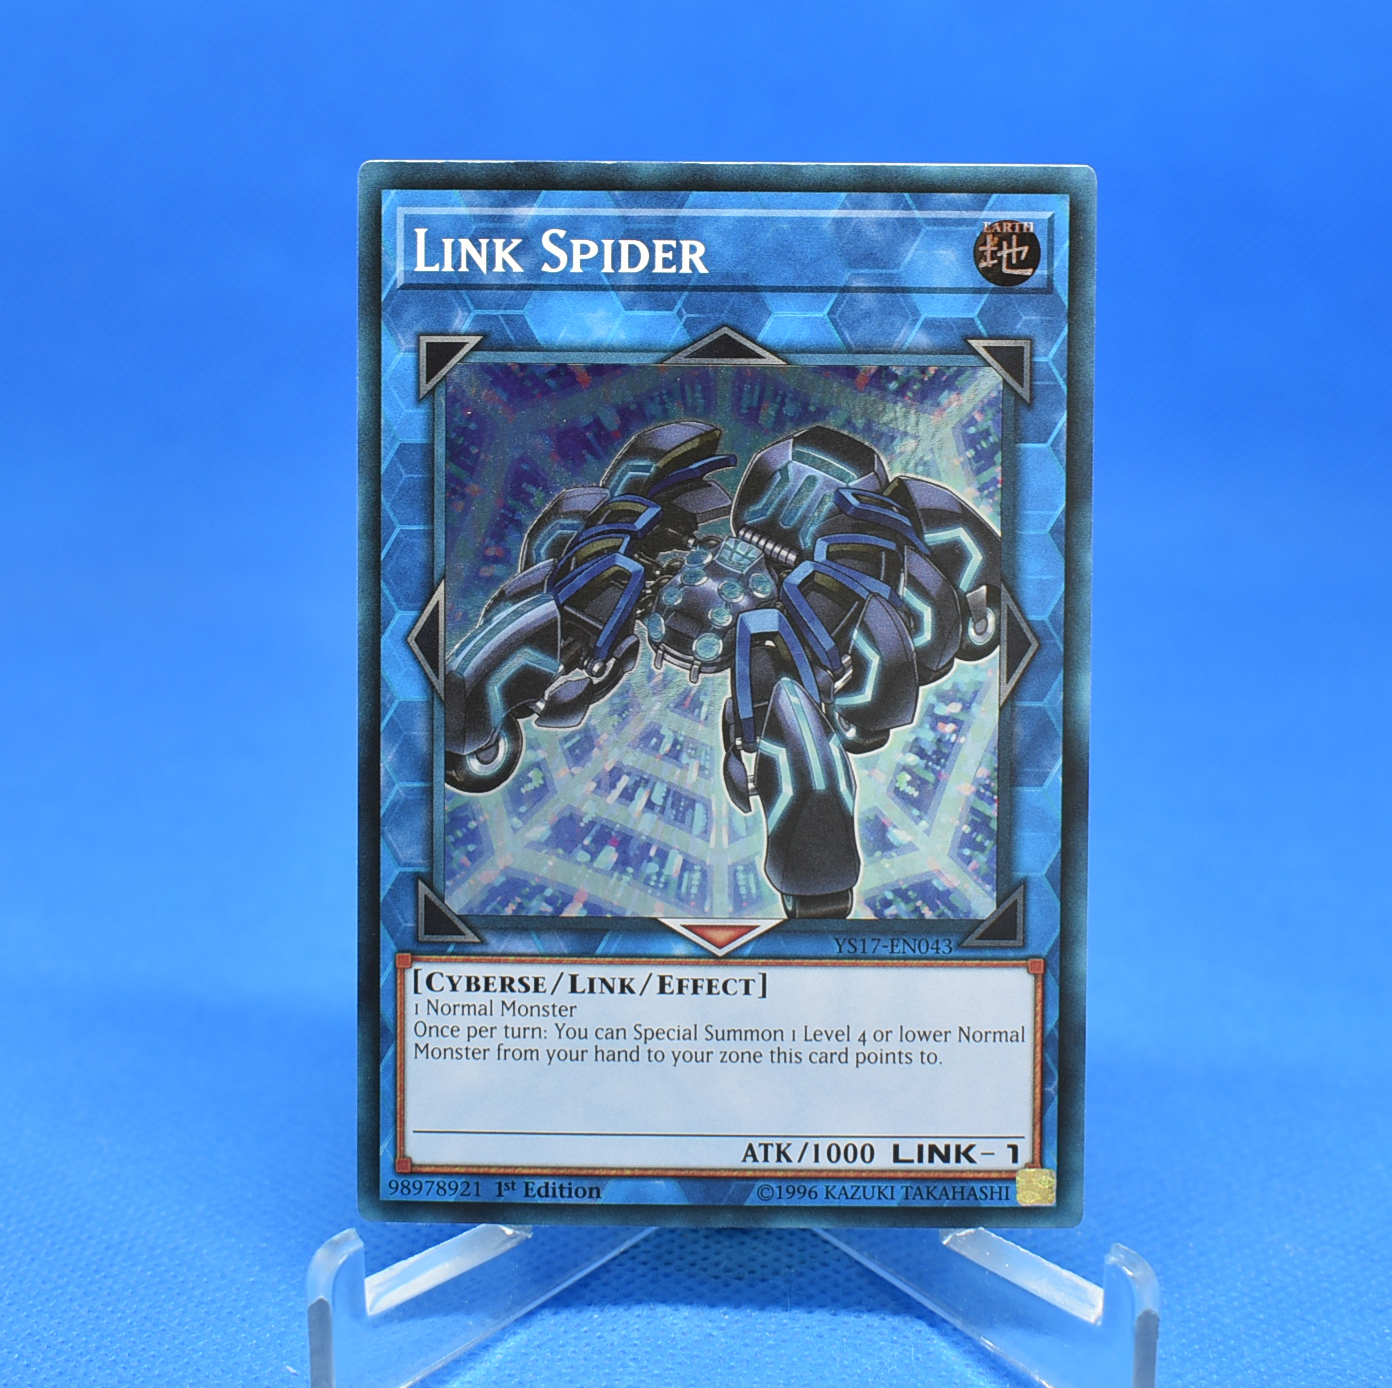 LINK SPIDER
EARTH
地
YS17-EN043
[CYBERSE/LINK/EFFECT]
1 Normal Monster
Once per turn: You can Special Summon 1 Level 4 or lower Normal
Monster from your hand to your zone this card points to.
ATK/1000 LINK-1
98978921 1st Edition ©1996 KAZUKI TAKAHASHI